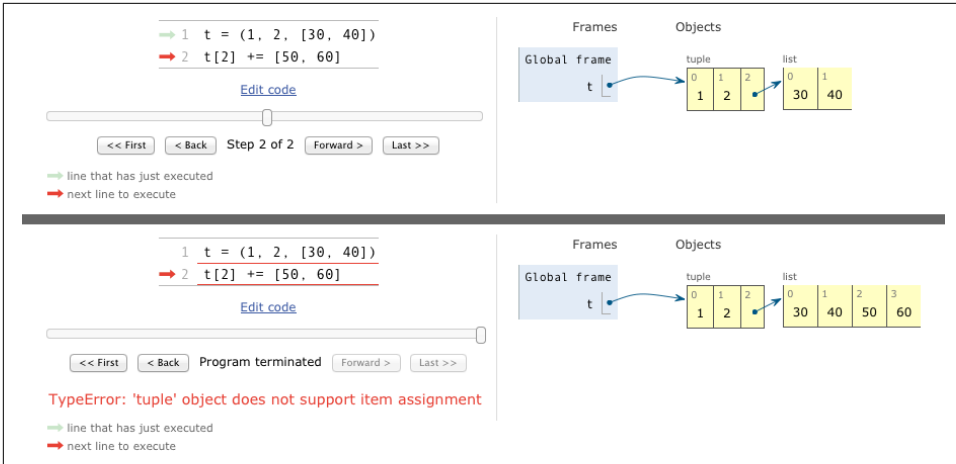 1 t = (1, 2, [30, 40])
2 t[2] += [50, 60]
Edit code
<< First < Back Step 2 of 2 Forward > Last >>
line that has just executed
next line to execute
Frames Objects
Global frame
t
tuple
0 1 2
1 2
list
0 1
30 40
1 t = (1, 2, [30, 40])
2 t[2] += [50, 60]
Edit code
<< First < Back Program terminated Forward > Last >>
TypeError: 'tuple' object does not support item assignment
line that has just executed
next line to execute
Frames Objects
Global frame
t
tuple
0 1 2
1 2
list
0 1 2 3
30 40 50 60